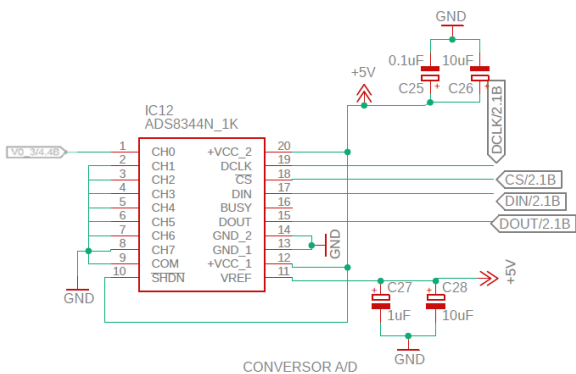 GND
0.1uF 10uF
+5V
C25 C26
DCLK/2.1B
IC12
ADS8344N_1K
V0_3/4.4B
1 CH0 +VCC_2 20
2 CH1 DCLK 19
3 CH2 CS 18
CS/2.1B
4 CH3 DIN 17
DIN/2.1B
5 CH4 BUSY 16
6 CH5 DOUT 15
DOUT/2.1B
7 CH6 GND_2 14
8 CH7 GND_1 13
GND
9 COM +VCC_1 12
10 SHDN VREF 11
+5V
GND
C27 C28
1uF 10uF
GND
CONVERSOR A/D